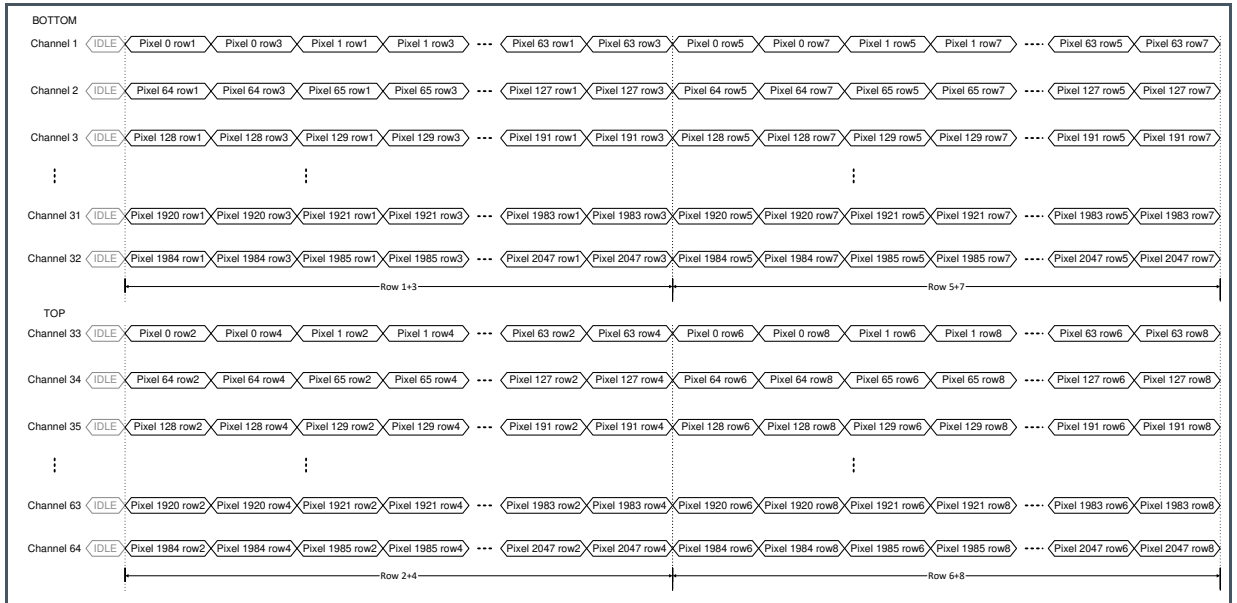 BOTTOM
Channel 1 IDLE Pixel 0 row1 Pixel 0 row3 Pixel 1 row1 Pixel 1 row3 Pixel 63 row1 Pixel 63 row3 Pixel 0 row5 Pixel 0 row7 Pixel 1 row5 Pixel 1 row7 Pixel 63 row5 Pixel 63 row7
Channel 2 IDLE Pixel 64 row1 Pixel 64 row3 Pixel 65 row1 Pixel 65 row3 Pixel 127 row1 Pixel 127 row3 Pixel 64 row5 Pixel 64 row7 Pixel 65 row5 Pixel 65 row7 Pixel 127 row5 Pixel 127 row7
Channel 3 IDLE Pixel 128 row1 Pixel 128 row3 Pixel 129 row1 Pixel 129 row3 Pixel 191 row1 Pixel 191 row3 Pixel 128 row5 Pixel 128 row7 Pixel 129 row5 Pixel 129 row7 Pixel 191 row5 Pixel 191 row7
Channel 31 IDLE Pixel 1920 row1 Pixel 1920 row3 Pixel 1921 row1 Pixel 1921 row3 Pixel 1983 row1 Pixel 1983 row3 Pixel 1920 row5 Pixel 1920 row7 Pixel 1921 row5 Pixel 1921 row7 Pixel 1983 row5 Pixel 1983 row7
Channel 32 IDLE Pixel 1984 row1 Pixel 1984 row3 Pixel 1985 row1 Pixel 1985 row3 Pixel 2047 row1 Pixel 2047 row3 Pixel 1984 row5 Pixel 1984 row7 Pixel 1985 row5 Pixel 1985 row7 Pixel 2047 row5 Pixel 2047 row7
Row 1+3 Row 5+7
TOP
Channel 33 IDLE Pixel 0 row2 Pixel 0 row4 Pixel 1 row2 Pixel 1 row4 Pixel 63 row2 Pixel 63 row4 Pixel 0 row6 Pixel 0 row8 Pixel 1 row6 Pixel 1 row8 Pixel 63 row6 Pixel 63 row8
Channel 34 IDLE Pixel 64 row2 Pixel 64 row4 Pixel 65 row2 Pixel 65 row4 Pixel 127 row2 Pixel 127 row4 Pixel 64 row6 Pixel 64 row8 Pixel 65 row6 Pixel 65 row8 Pixel 127 row6 Pixel 127 row8
Channel 35 IDLE Pixel 128 row2 Pixel 128 row4 Pixel 129 row2 Pixel 129 row4 Pixel 191 row2 Pixel 191 row4 Pixel 128 row6 Pixel 128 row8 Pixel 129 row6 Pixel 129 row8 Pixel 191 row6 Pixel 191 row8
Channel 63 IDLE Pixel 1920 row2 Pixel 1920 row4 Pixel 1921 row2 Pixel 1921 row4 Pixel 1983 row2 Pixel 1983 row4 Pixel 1920 row6 Pixel 1920 row8 Pixel 1921 row6 Pixel 1921 row8 Pixel 1983 row6 Pixel 1983 row8
Channel 64 IDLE Pixel 1984 row2 Pixel 1984 row4 Pixel 1985 row2 Pixel 1985 row4 Pixel 2047 row2 Pixel 2047 row4 Pixel 1984 row6 Pixel 1984 row8 Pixel 1985 row6 Pixel 1985 row8 Pixel 2047 row6 Pixel 2047 row8
Row 2+4 Row 6+8